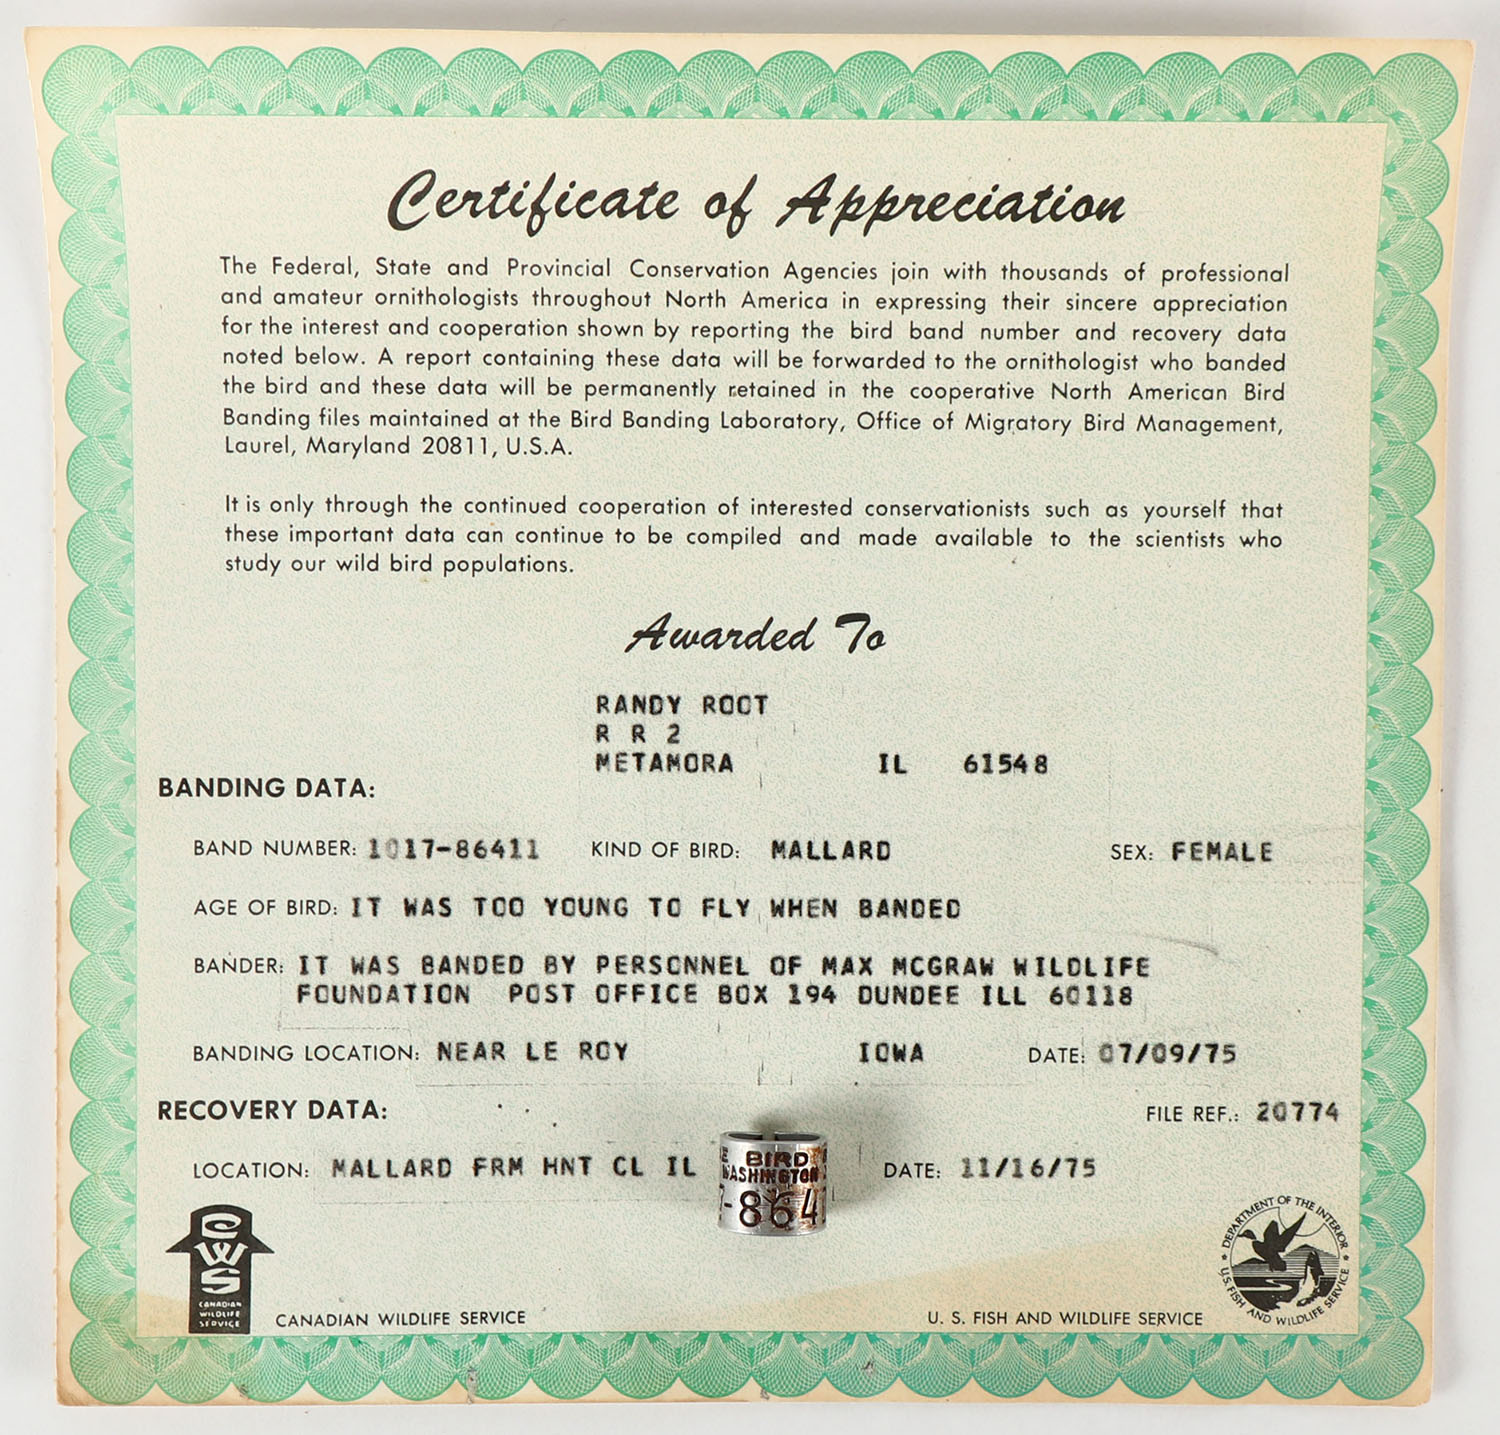 Certificate of Appreciation
The Federal, State and Provincial Conservation Agencies join with thousands of professional
and amateur ornithologists throughout North America in expressing their sincere appreciation
for the interest and cooperation shown by reporting the bird band number and recovery data
noted below. A report containing these data will be forwarded to the ornithologist who banded
the bird and these data will be permanently retained in the cooperative North American Bird
Banding files maintained at the Bird Banding Laboratory, Office of Migratory Bird Management,
Laurel, Maryland 20811, U.S.A.
It is only through the continued cooperation of interested conservationists such as yourself that
these important data can continue to be compiled and made available to the scientists who
study our wild bird populations.
Awarded To
RANDY ROOT
R R 2
METAMORA IL 61548
BANDING DATA:
BAND NUMBER: 1017-86411 KIND OF BIRD: MALLARD SEX: FEMALE
AGE OF BIRD: IT WAS TOO YOUNG TO FLY WHEN BANDED
BANDER: IT WAS BANDED BY PERSONNEL OF MAX MCGRAW WILDLIFE
FOUNDATION POST OFFICE BOX 194 DUNDEE ILL 60118
BANDING LOCATION: NEAR LE ROY IOWA DATE: 07/09/75
RECOVERY DATA: FILE REF.: 20774
LOCATION: MALLARD FRM HNT CL IL DATE: 11/16/75
BIRD
WASHINGTON
-864
CWS
CANADIAN
WILDLIFE
SERVICE
CANADIAN WILDLIFE SERVICE
U. S. FISH AND WILDLIFE SERVICE
DEPARTMENT OF THE INTERIOR
U.S. FISH AND WILDLIFE SERVICE